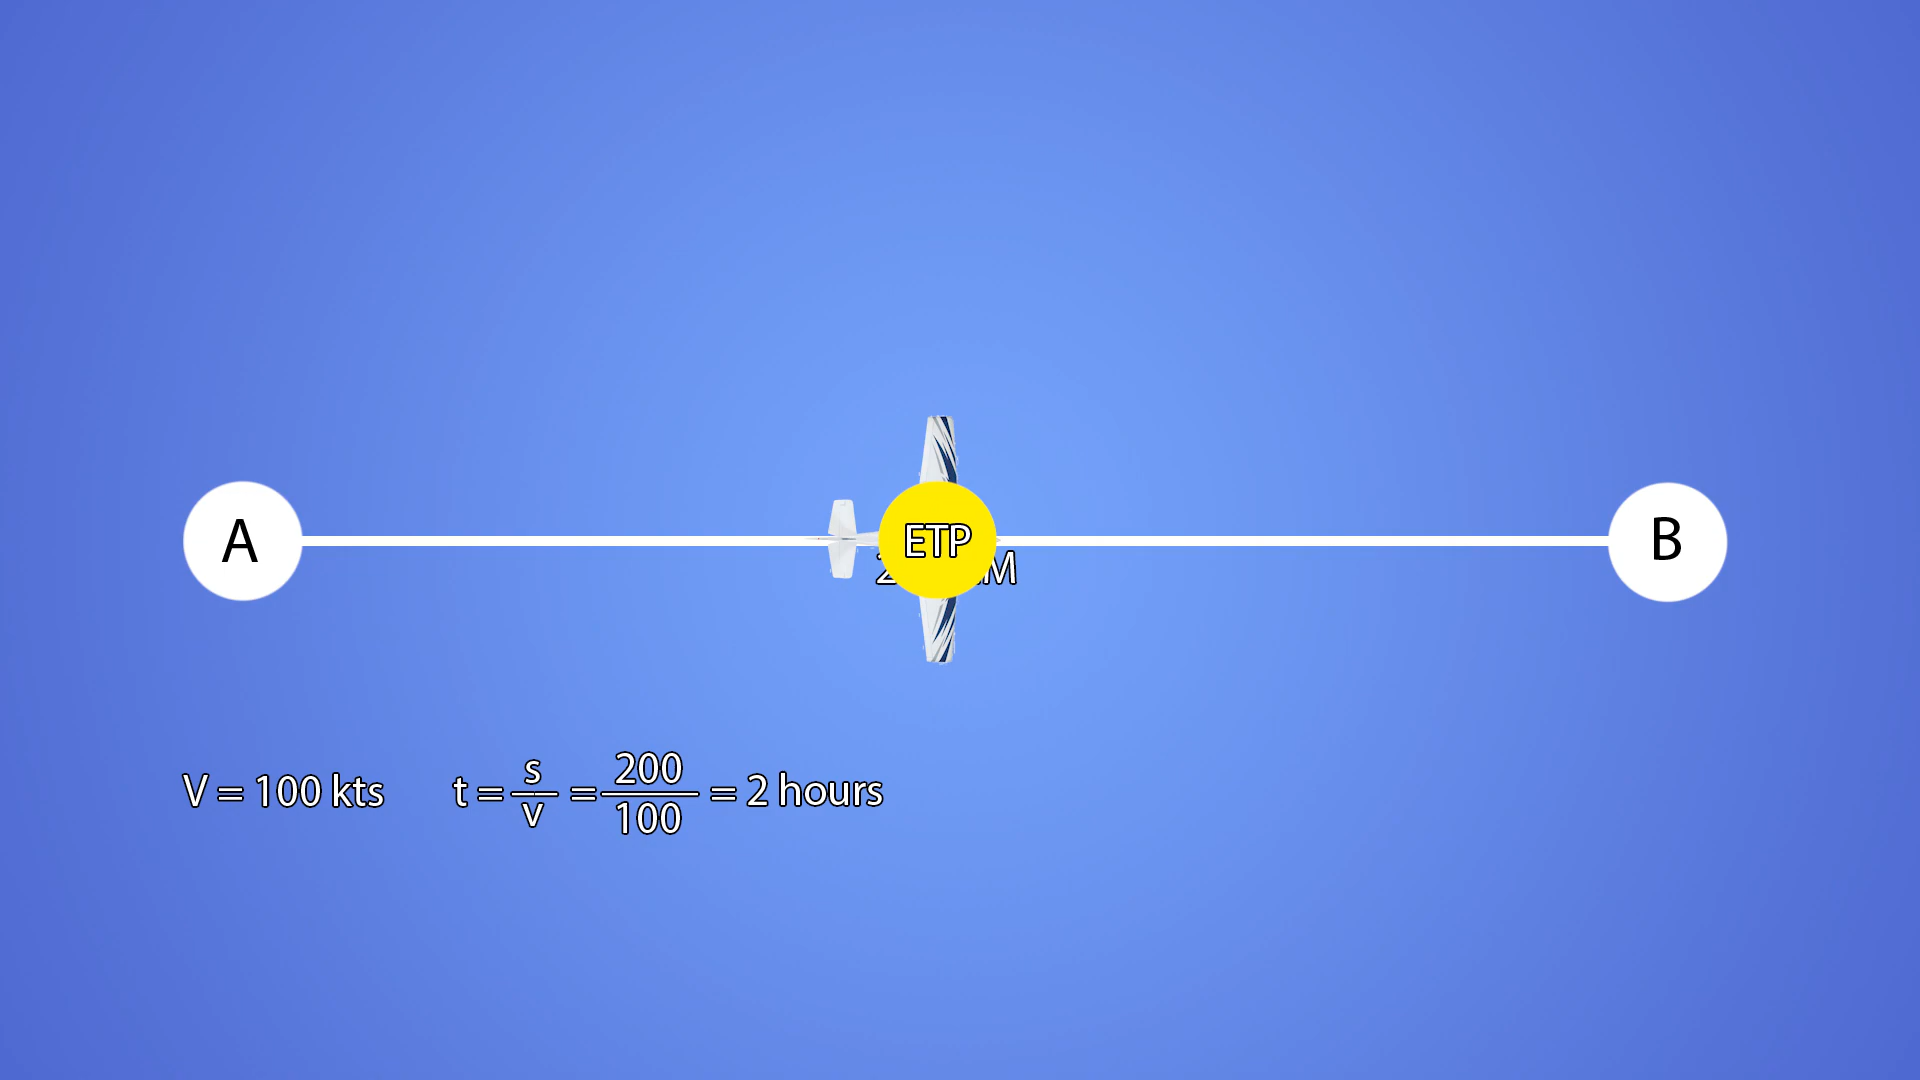 A
ETP
B
V = 100 kts
t = s/v = 200/100 = 2 hours